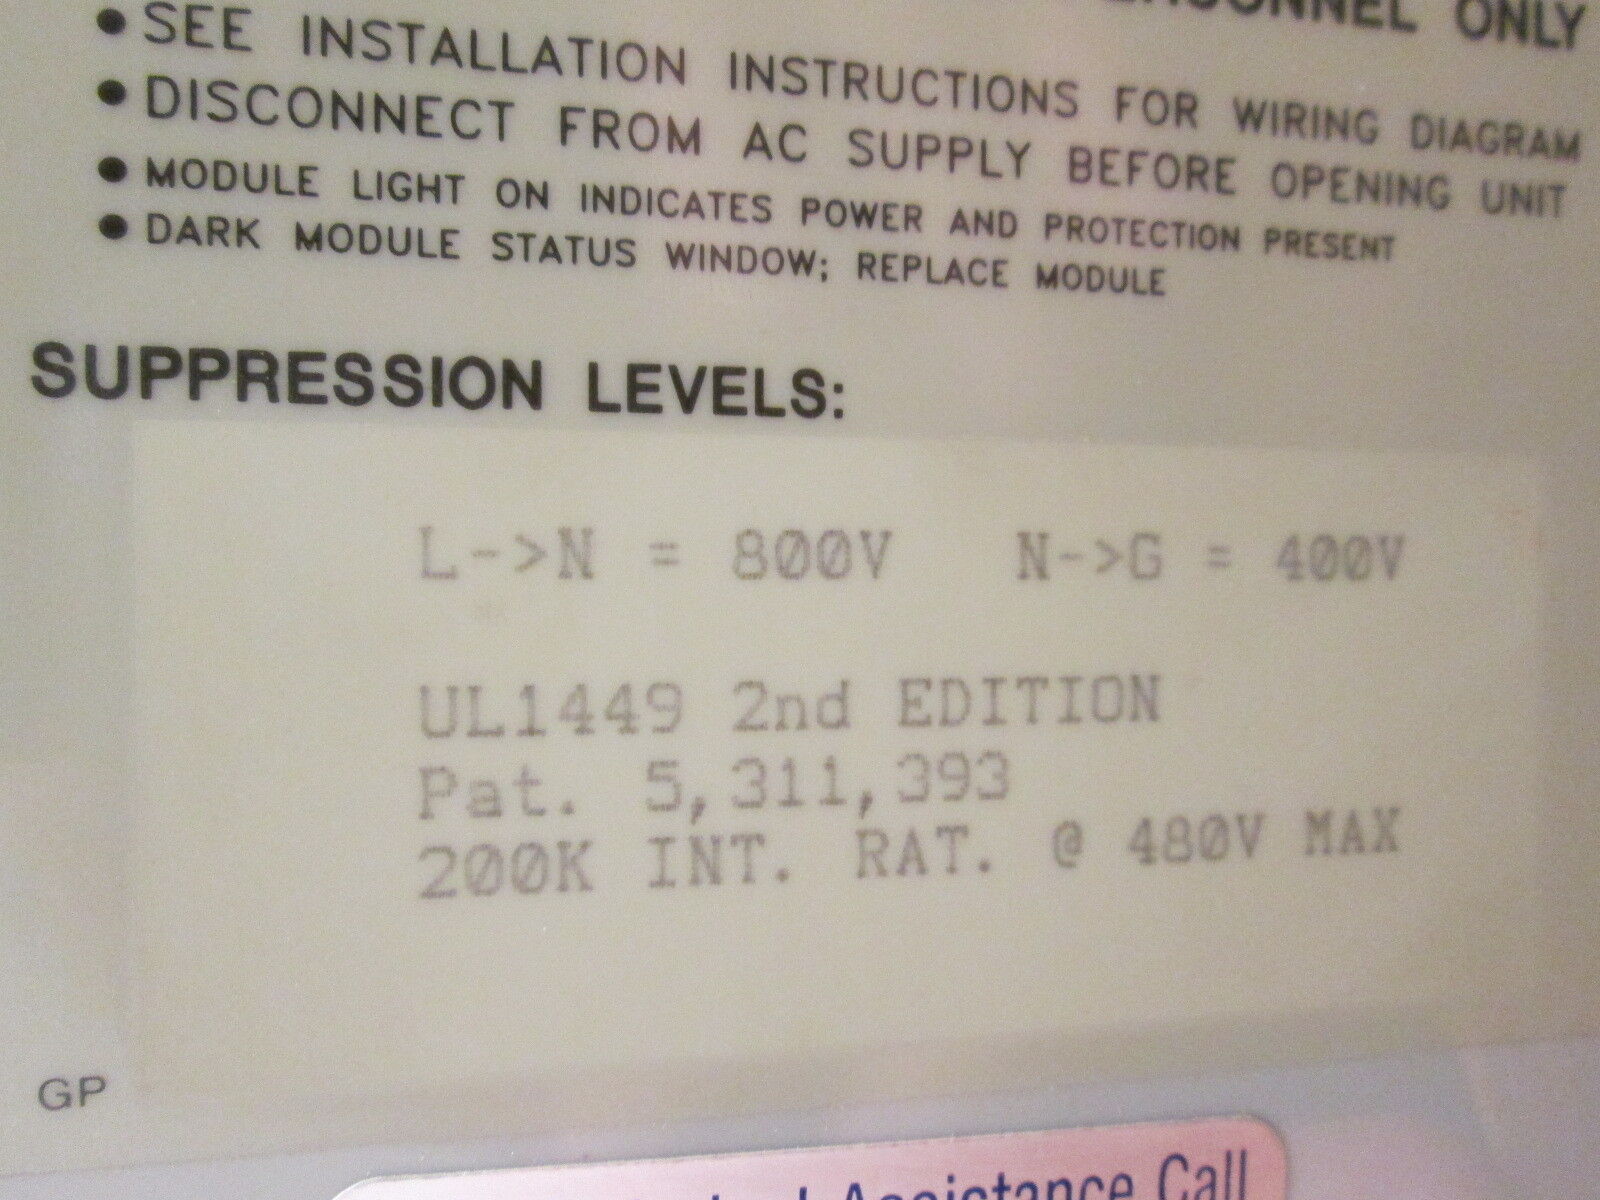 ONLY
• SEE INSTALLATION INSTRUCTIONS FOR WIRING DIAGRAM
• DISCONNECT FROM AC SUPPLY BEFORE OPENING UNIT
• MODULE LIGHT ON INDICATES POWER AND PROTECTION PRESENT
• DARK MODULE STATUS WINDOW; REPLACE MODULE
SUPPRESSION LEVELS:
L->N = 800V N->G = 400V
UL1449 2nd EDITION
Pat. 5,311,393
200K INT. RAT. @ 480V MAX
GP
Assistance Call